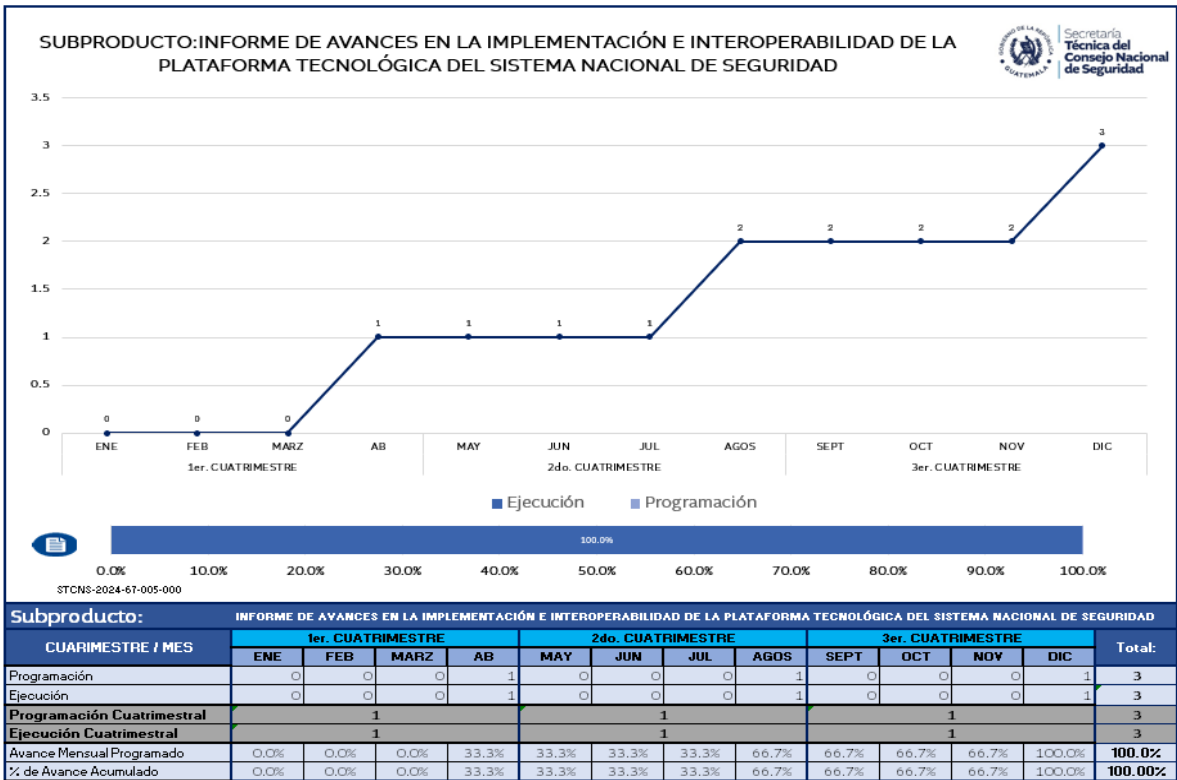 SUBPRODUCTO:INFORME DE AVANCES EN LA IMPLEMENTACIÓN E INTEROPERABILIDAD DE LA
PLATAFORMA TECNOLÓGICA DEL SISTEMA NACIONAL DE SEGURIDAD
GOBIERNO DE LA REPÚBLICA
GUATEMALA
Secretaría
Técnica del
Consejo Nacional
de Seguridad
3.5
3
2.5
2
1.5
1
0.5
0
0 0 0 1 1 1 1 2 2 2 2 3
ENE FEB MARZ AB MAY JUN JUL AGOS SEPT OCT NOV DIC
1er. CUATRIMESTRE 2do. CUATRIMESTRE 3er. CUATRIMESTRE
Ejecución Programación
100.0%
0.0% 10.0% 20.0% 30.0% 40.0% 50.0% 60.0% 70.0% 80.0% 90.0% 100.0%
STCNS-2024-67-005-000
Subproducto: INFORME DE AVANCES EN LA IMPLEMENTACIÓN E INTEROPERABILIDAD DE LA PLATAFORMA TECNOLÓGICA DEL SISTEMA NACIONAL DE SEGURIDAD
CUARIMESTRE / MES 1er. CUATRIMESTRE 2do. CUATRIMESTRE 3er. CUATRIMESTRE Total:
ENE FEB MARZ AB MAY JUN JUL AGOS SEPT OCT NOV DIC
Programación 0 0 0 1 0 0 0 1 0 0 0 1 3
Ejecución 0 0 0 1 0 0 0 1 0 0 0 1 3
Programación Cuatrimestral 1 1 1 3
Ejecución Cuatrimestral 1 1 1 3
Avance Mensual Programado 0.0% 0.0% 0.0% 33.3% 33.3% 33.3% 33.3% 66.7% 66.7% 66.7% 66.7% 100.0% 100.0%
% de Avance Acumulado 0.0% 0.0% 0.0% 33.3% 33.3% 33.3% 33.3% 66.7% 66.7% 66.7% 66.7% 100.0% 100.00%